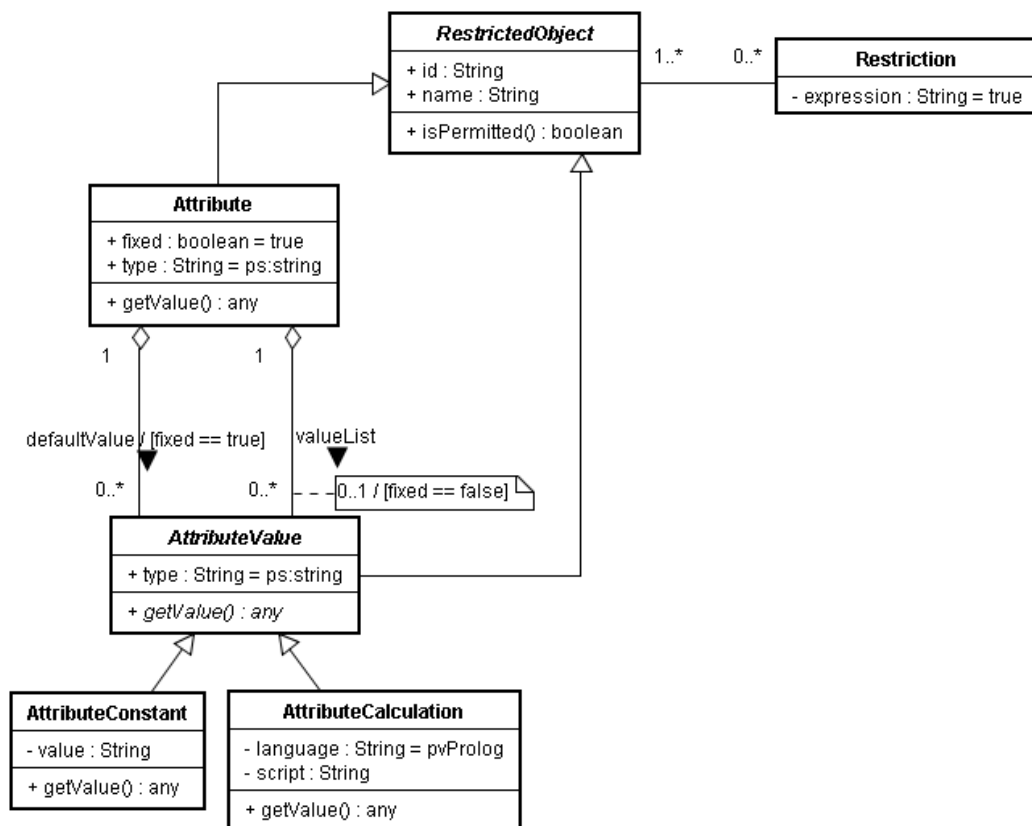 RestrictedObject
+ id : String
+ name : String
+ isPermitted() : boolean
1..*
0..*
Restriction
- expression : String = true
Attribute
+ fixed : boolean = true
+ type : String = ps:string
+ getValue() : any
1
1
defaultValue / [fixed == true]
valueList
0..*
0..*
0..1 / [fixed == false]
AttributeValue
+ type : String = ps:string
+ getValue() : any
AttributeConstant
- value : String
+ getValue() : any
AttributeCalculation
- language : String = pvProlog
- script : String
+ getValue() : any